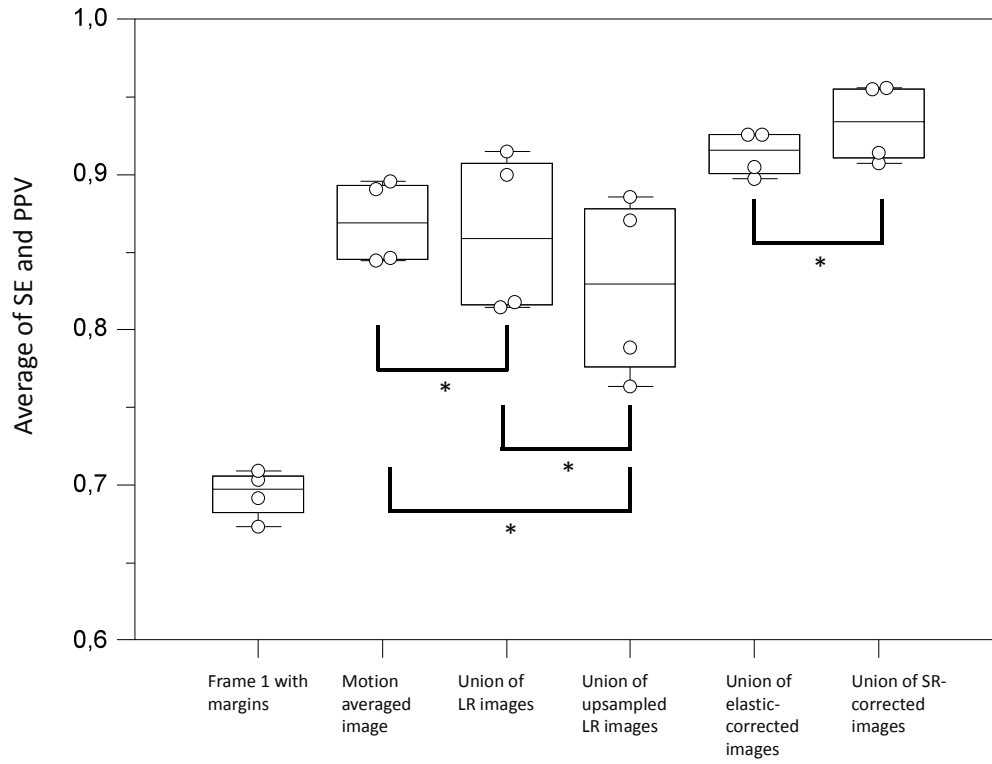 Average of SE and PPV
1,0
0,9
0,8
0,7
0,6
*
*
*
*
Frame 1 with
margins
Motion
averaged
image
Union of
LR images
Union of
upsampled
LR images
Union of
elastic-
corrected
images
Union of SR-
corrected
images